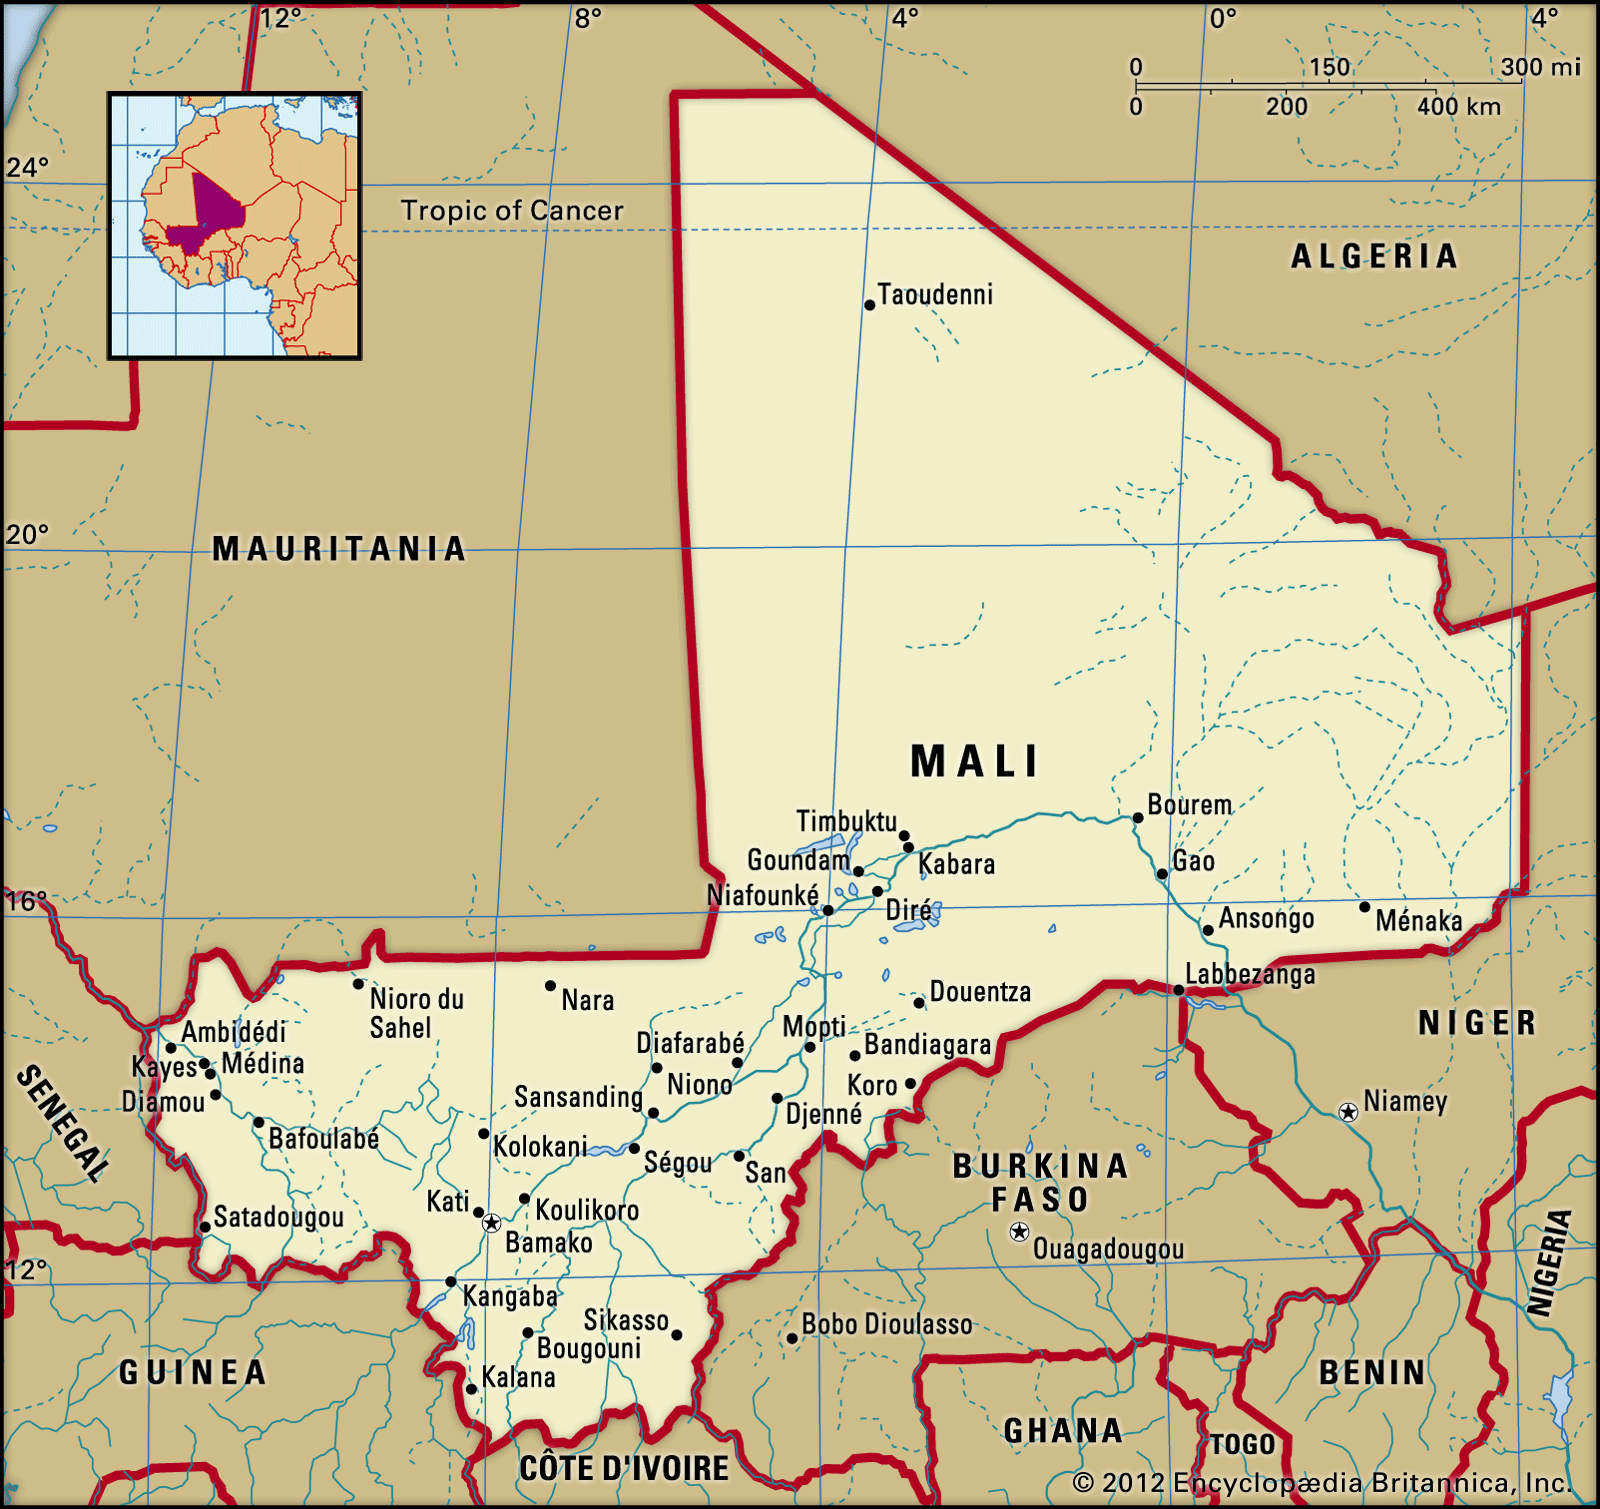 12°
8°
4°
0°
4°
0 150 300 mi
0 200 400 km
24°
Tropic of Cancer
ALGERIA
Taoudenni
20°
MAURITANIA
MALI
Bourem
Timbuktu
Goundam
Kabara
Gao
Niafounké
Diré
16°
Ansongo
Ménaka
Labbezanga
Nioro du
Sahel
Nara
Douentza
NIGER
Ambidédi
Mopti
Diafarabé
Bandiagara
Kayes
Médina
Niono
Koro
SENEGAL
Diamou
Sansanding
Djenné
Niamey
Bafoulabé
Kolokani
Ségou
San
BURKINA
FASO
Kati
Koulikoro
Satadougou
Bamako
Ouagadougou
NIGERIA
12°
Kangaba
Sikasso
Bobo Dioulasso
Bougouni
GUINEA
Kalana
BENIN
GHANA
TOGO
CÔTE D'IVOIRE
© 2012 Encyclopædia Britannica, Inc.